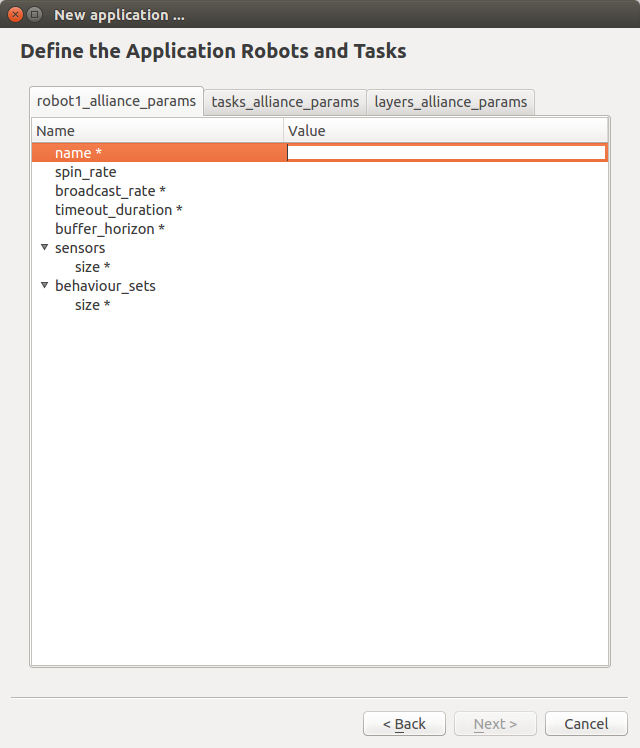 New application ...
Define the Application Robots and Tasks
robot1_alliance_params tasks_alliance_params layers_alliance_params
Name Value
name *
spin_rate
broadcast_rate *
timeout_duration *
buffer_horizon *
sensors
size *
behaviour_sets
size *
< Back Next > Cancel